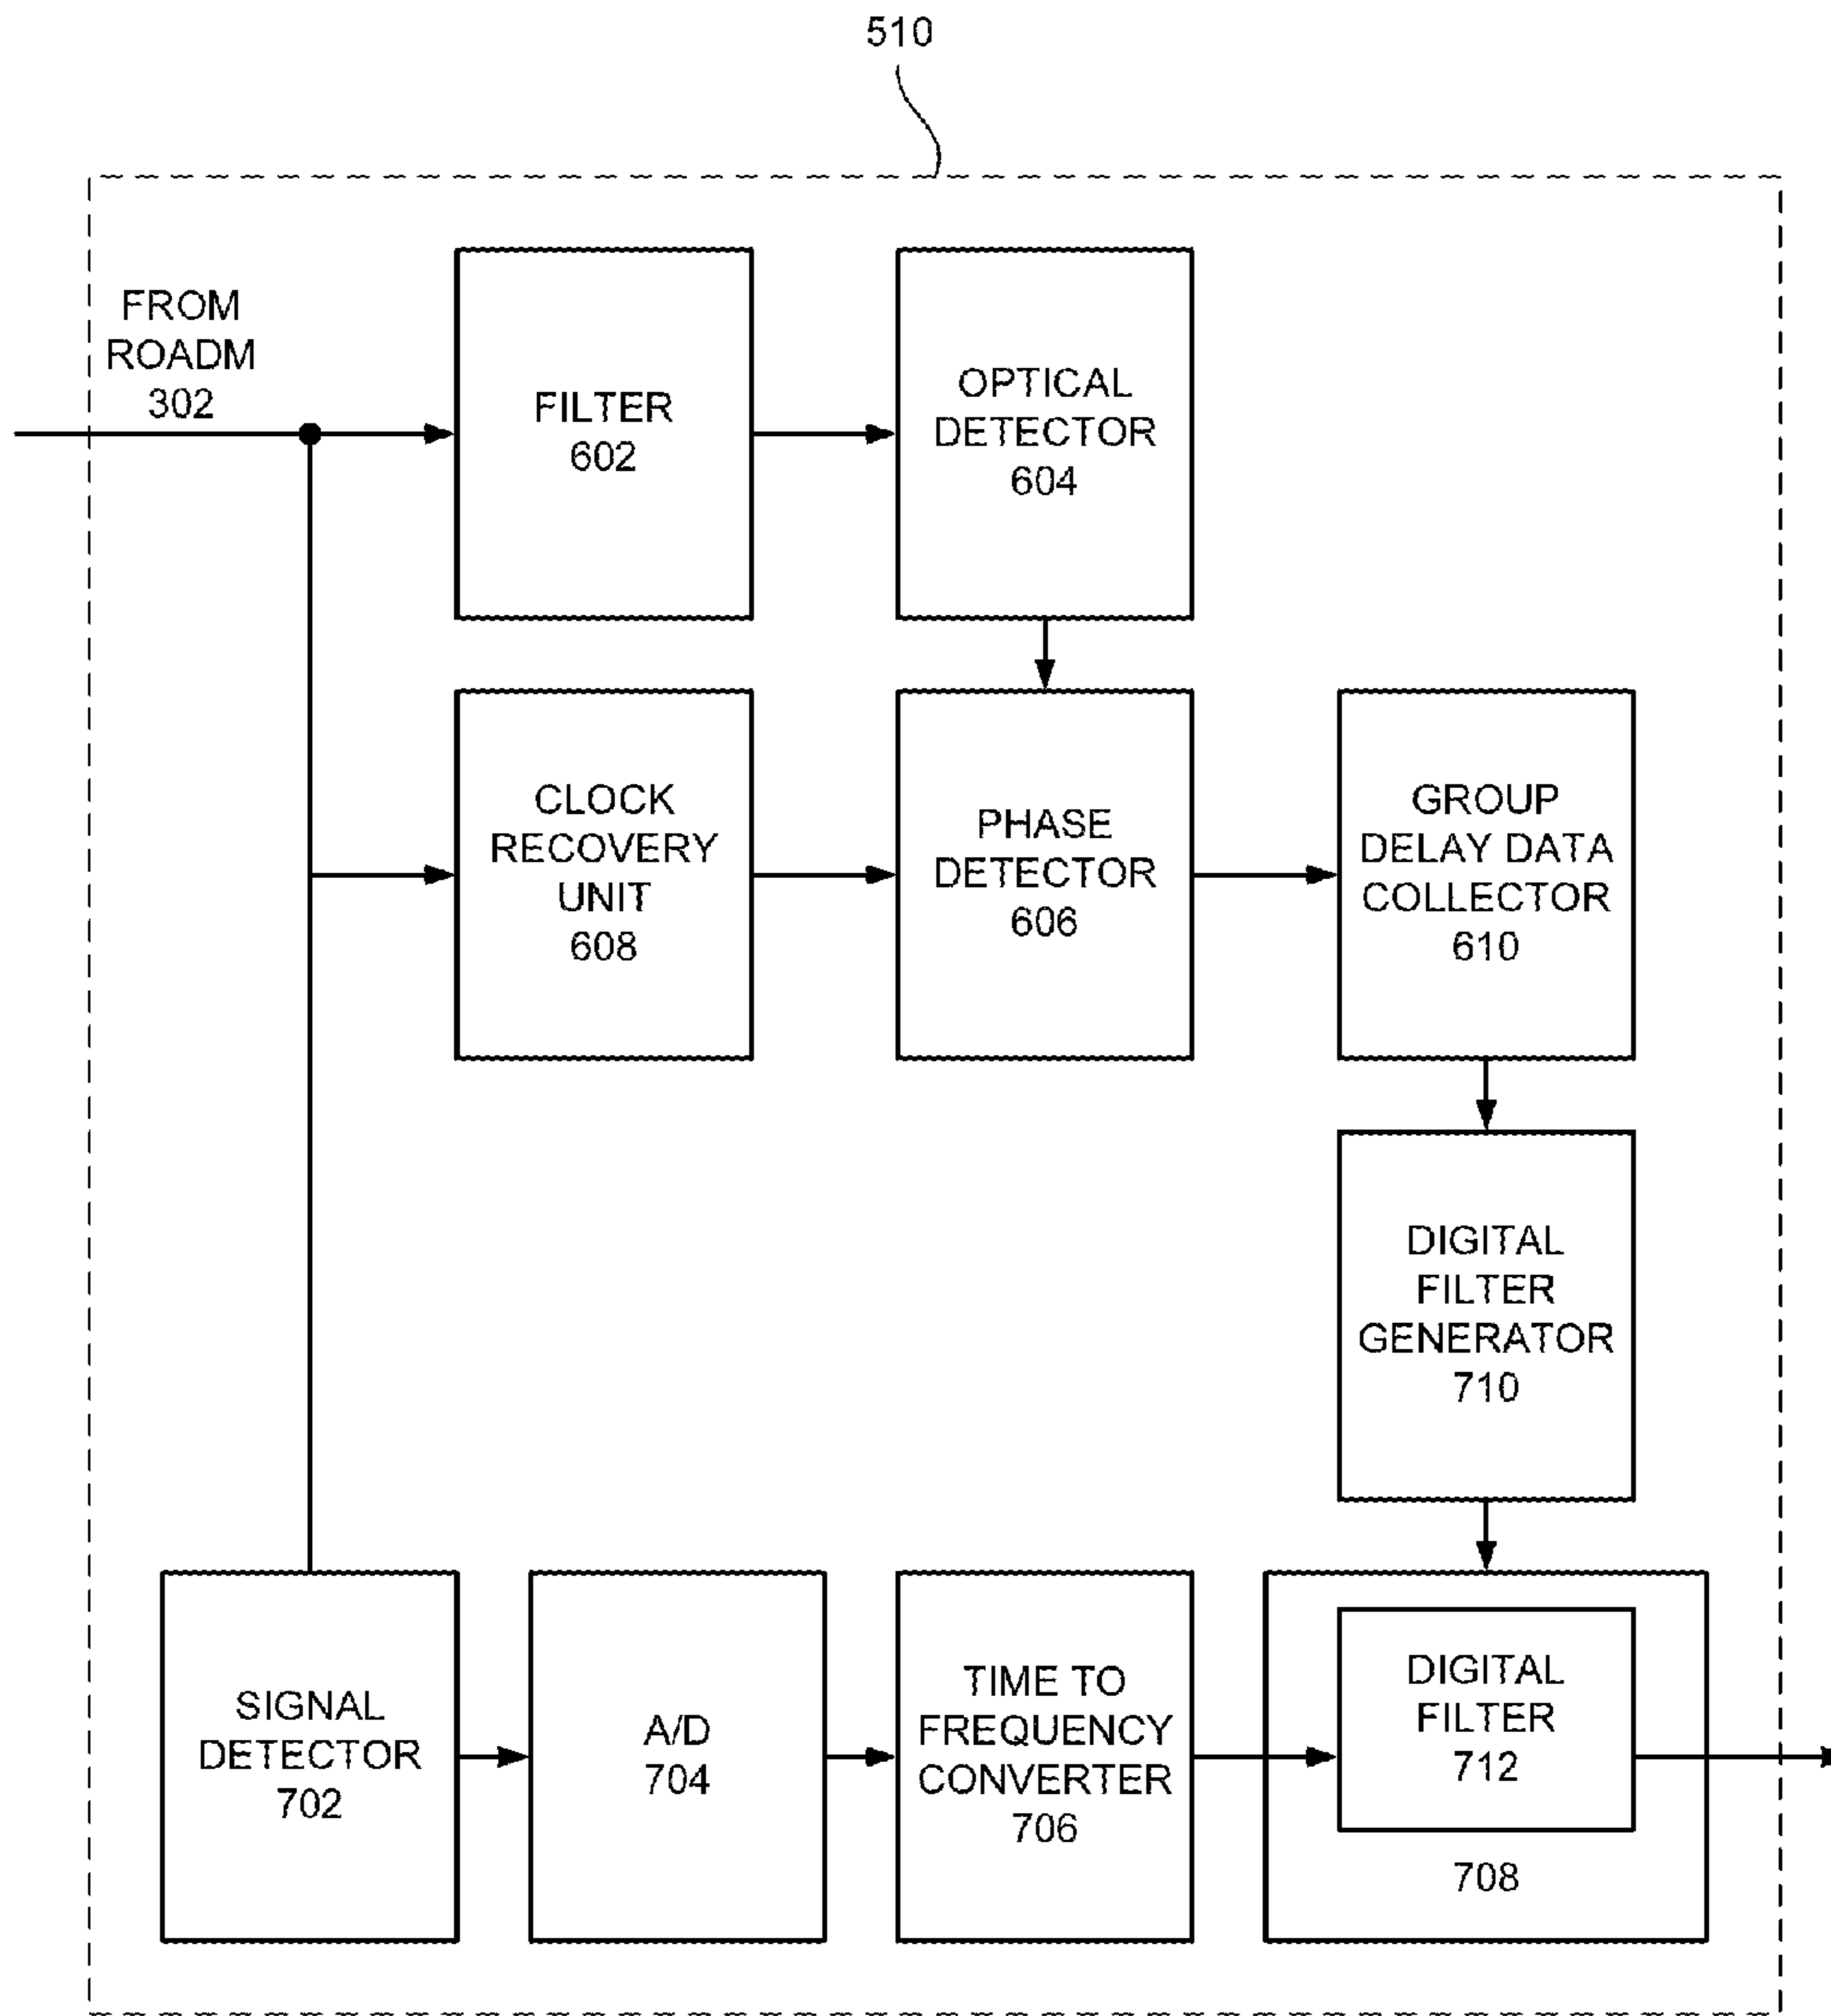 510
FROM
ROADM
302
FILTER
602
OPTICAL
DETECTOR
604
CLOCK
RECOVERY
UNIT
608
PHASE
DETECTOR
606
GROUP
DELAY DATA
COLLECTOR
610
DIGITAL
FILTER
GENERATOR
710
SIGNAL
DETECTOR
702
A/D
704
TIME TO
FREQUENCY
CONVERTER
706
DIGITAL
FILTER
712
708